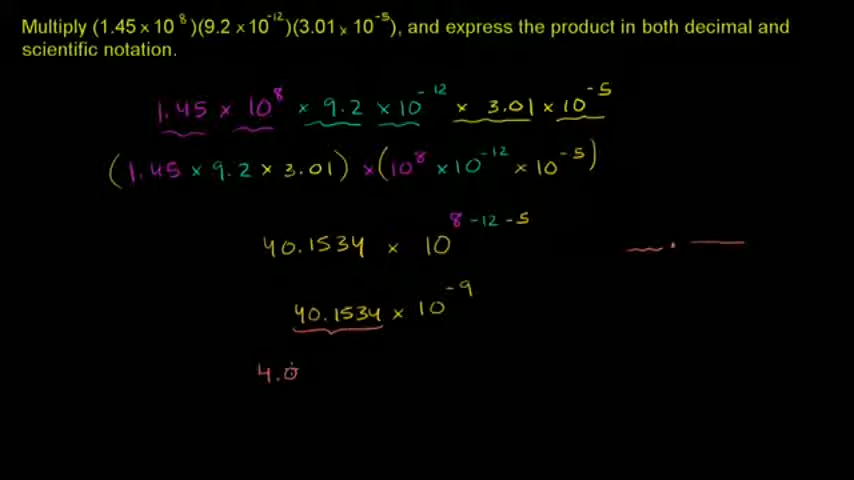 Multiply (1.45 × 10⁸)(9.2 × 10⁻¹²)(3.01 × 10⁻⁵), and express the product in both decimal and
scientific notation.
1.45 × 10⁸ × 9.2 × 10⁻¹² × 3.01 × 10⁻⁵
(1.45 × 9.2 × 3.01) × (10⁸ × 10⁻¹² × 10⁻⁵)
40.1534 × 10⁸⁻¹²⁻⁵
40.1534 × 10⁻⁹
4.0